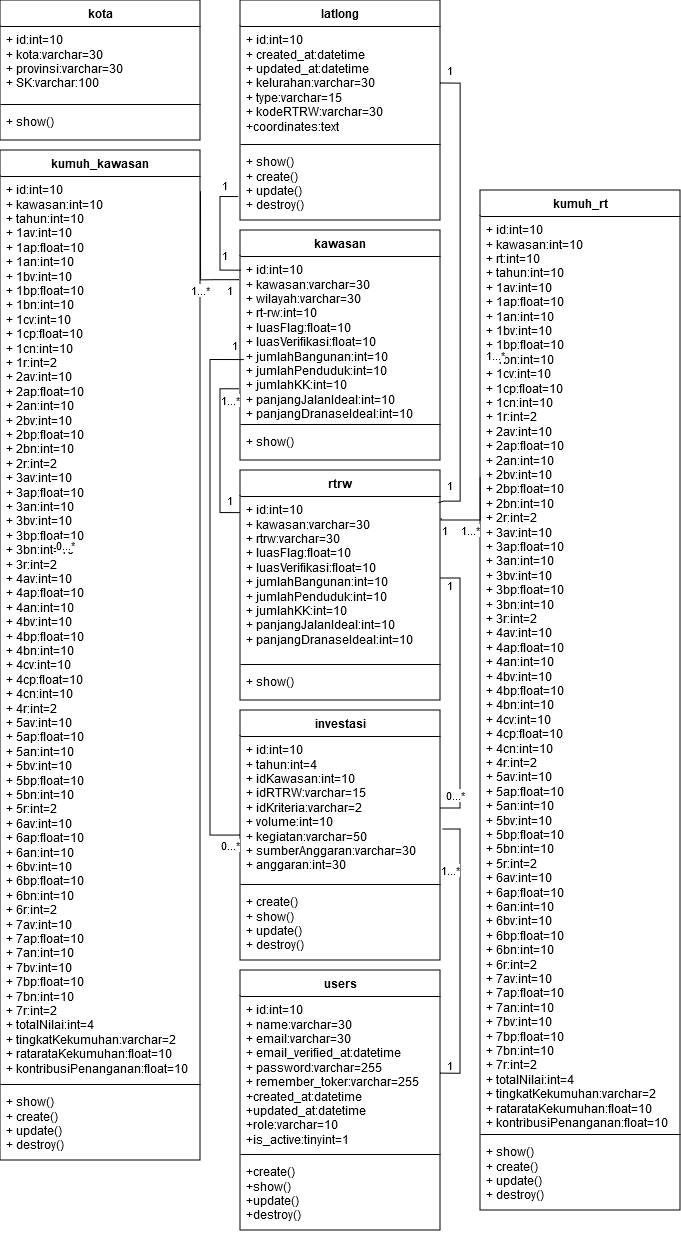 kota
+ id:int=10
+ kota:varchar=30
+ provinsi:varchar=30
+ SK:varchar:100
+ show()
kumuh_kawasan
+ id:int=10
+ kawasan:int=10
+ tahun:int=10
+ 1av:int=10
+ 1ap:float=10
+ 1an:int=10
+ 1bv:int=10
+ 1bp:float=10
+ 1bn:int=10
+ 1cv:int=10
+ 1cp:float=10
+ 1cn:int=10
+ 1r:int=2
+ 2av:int=10
+ 2ap:float=10
+ 2an:int=10
+ 2bv:int=10
+ 2bp:float=10
+ 2bn:int=10
+ 2r:int=2
+ 3av:int=10
+ 3ap:float=10
+ 3an:int=10
+ 3bv:int=10
+ 3bp:float=10
+ 3bn:int
0...*
+ 3r:int=2
+ 4av:int=10
+ 4ap:float=10
+ 4an:int=10
+ 4bv:int=10
+ 4bp:float=10
+ 4bn:int=10
+ 4cv:int=10
+ 4cp:float=10
+ 4cn:int=10
+ 4r:int=2
+ 5av:int=10
+ 5ap:float=10
+ 5an:int=10
+ 5bv:int=10
+ 5bp:float=10
+ 5bn:int=10
+ 5r:int=2
+ 6av:int=10
+ 6ap:float=10
+ 6an:int=10
+ 6bv:int=10
+ 6bp:float=10
+ 6bn:int=10
+ 6r:int=2
+ 7av:int=10
+ 7ap:float=10
+ 7an:int=10
+ 7bv:int=10
+ 7bp:float=10
+ 7bn:int=10
+ 7r:int=2
+ totalNilai:int=4
+ tingkatKekumuhan:varchar=2
+ ratarataKekumuhan:float=10
+ kontribusiPenanganan:float=10
+ show()
+ create()
+ update()
+ destroy()
latlong
+ id:int=10
+ created_at:datetime
+ updated_at:datetime
+ kelurahan:varchar=30
+ type:varchar=15
+ kodeRTRW:varchar=30
+coordinates:text
+ show()
+ create()
+ update()
+ destroy()
1
1
1
1...*
1
kawasan
+ id:int=10
+ kawasan:varchar=30
+ wilayah:varchar=30
+ rt-rw:int=10
+ luasFlag:float=10
+ luasVerifikasi:float=10
+ jumlahBangunan:int=10
+ jumlahPenduduk:int=10
+ jumlahKK:int=10
+ panjangJalanIdeal:int=10
+ panjangDranaseIdeal:int=10
+ show()
1
1...*
1
1
rtrw
+ id:int=10
+ kawasan:varchar=30
+ rtrw:varchar=30
+ luasFlag:float=10
+ luasVerifikasi:float=10
+ jumlahBangunan:int=10
+ jumlahPenduduk:int=10
+ jumlahKK:int=10
+ panjangJalanIdeal:int=10
+ panjangDranaseIdeal:int=10
+ show()
1
1...*
1
investasi
+ id:int=10
+ tahun:int=4
+ idKawasan:int=10
+ idRTRW:varchar=15
+ idKriteria:varchar=2
+ volume:int=10
+ kegiatan:varchar=50
+ sumberAnggaran:varchar=30
+ anggaran:int=30
+ create()
+ show()
+ update()
+ destroy()
0...*
0...*
1...*
users
+ id:int=10
+ name:varchar=30
+ email:varchar=30
+ email_verified_at:datetime
+ password:varchar=255
+ remember_token:varchar=255
+created_at:datetime
+updated_at:datetime
+role:varchar=10
+is_active:tinyint=1
+create()
+show()
+update()
+destroy()
1
kumuh_rt
+ id:int=10
+ kawasan:int=10
+ rt:int=10
+ tahun:int=10
+ 1av:int=10
+ 1ap:float=10
+ 1an:int=10
+ 1bv:int=10
+ 1bp:float=10
1...*
bn:int=10
+ 1cv:int=10
+ 1cp:float=10
+ 1cn:int=10
+ 1r:int=2
+ 2av:int=10
+ 2ap:float=10
+ 2an:int=10
+ 2bv:int=10
+ 2bp:float=10
+ 2bn:int=10
+ 2r:int=2
+ 3av:int=10
+ 3ap:float=10
+ 3an:int=10
+ 3bv:int=10
+ 3bp:float=10
+ 3bn:int=10
+ 3r:int=2
+ 4av:int=10
+ 4ap:float=10
+ 4an:int=10
+ 4bv:int=10
+ 4bp:float=10
+ 4bn:int=10
+ 4cv:int=10
+ 4cp:float=10
+ 4cn:int=10
+ 4r:int=2
+ 5av:int=10
+ 5ap:float=10
+ 5an:int=10
+ 5bv:int=10
+ 5bp:float=10
+ 5bn:int=10
+ 5r:int=2
+ 6av:int=10
+ 6ap:float=10
+ 6an:int=10
+ 6bv:int=10
+ 6bp:float=10
+ 6bn:int=10
+ 6r:int=2
+ 7av:int=10
+ 7ap:float=10
+ 7an:int=10
+ 7bv:int=10
+ 7bp:float=10
+ 7bn:int=10
+ 7r:int=2
+ totalNilai:int=4
+ tingkatKekumuhan:varchar=2
+ ratarataKekumuhan:float=10
+ kontribusiPenanganan:float=10
+ show()
+ create()
+ update()
+ destroy()